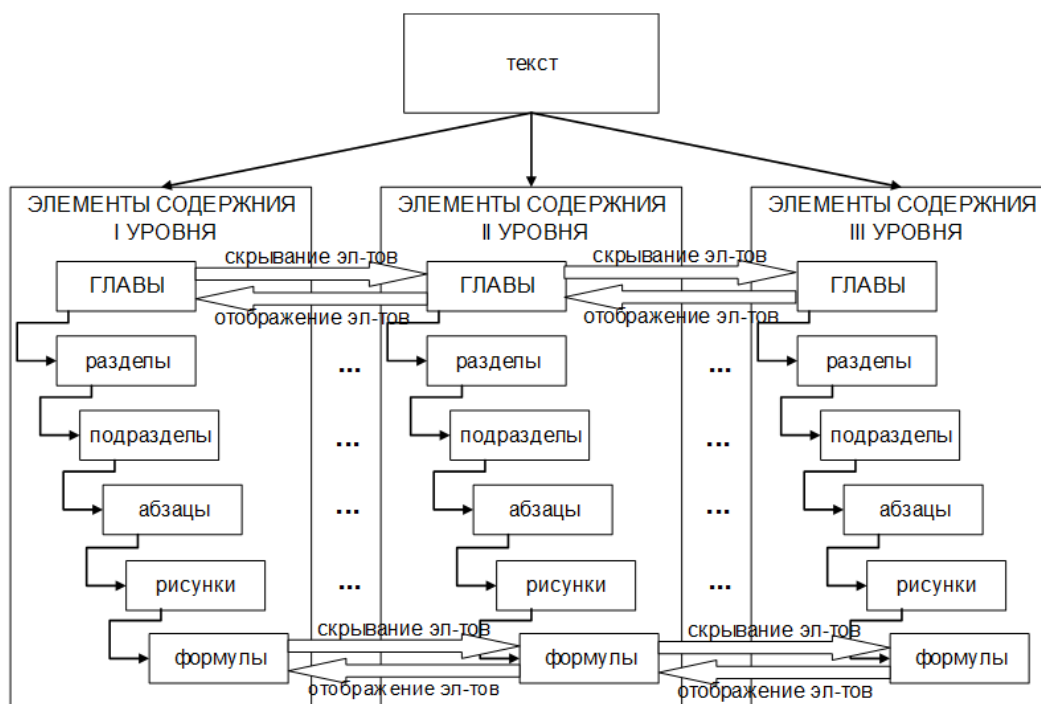 текст
ЭЛЕМЕНТЫ СОДЕРЖНИЯ
I УРОВНЯ
ЭЛЕМЕНТЫ СОДЕРЖНИЯ
II УРОВНЯ
ЭЛЕМЕНТЫ СОДЕРЖНИЯ
III УРОВНЯ
скрывание эл-тов
скрывание эл-тов
ГЛАВЫ
ГЛАВЫ
ГЛАВЫ
отображение эл-тов
отображение эл-тов
разделы
...
разделы
...
разделы
подразделы
...
подразделы
...
подразделы
абзацы
...
абзацы
...
абзацы
рисунки
...
рисунки
...
рисунки
скрывание эл-тов
скрывание эл-тов
формулы
формулы
формулы
отображение эл-тов
отображение эл-тов